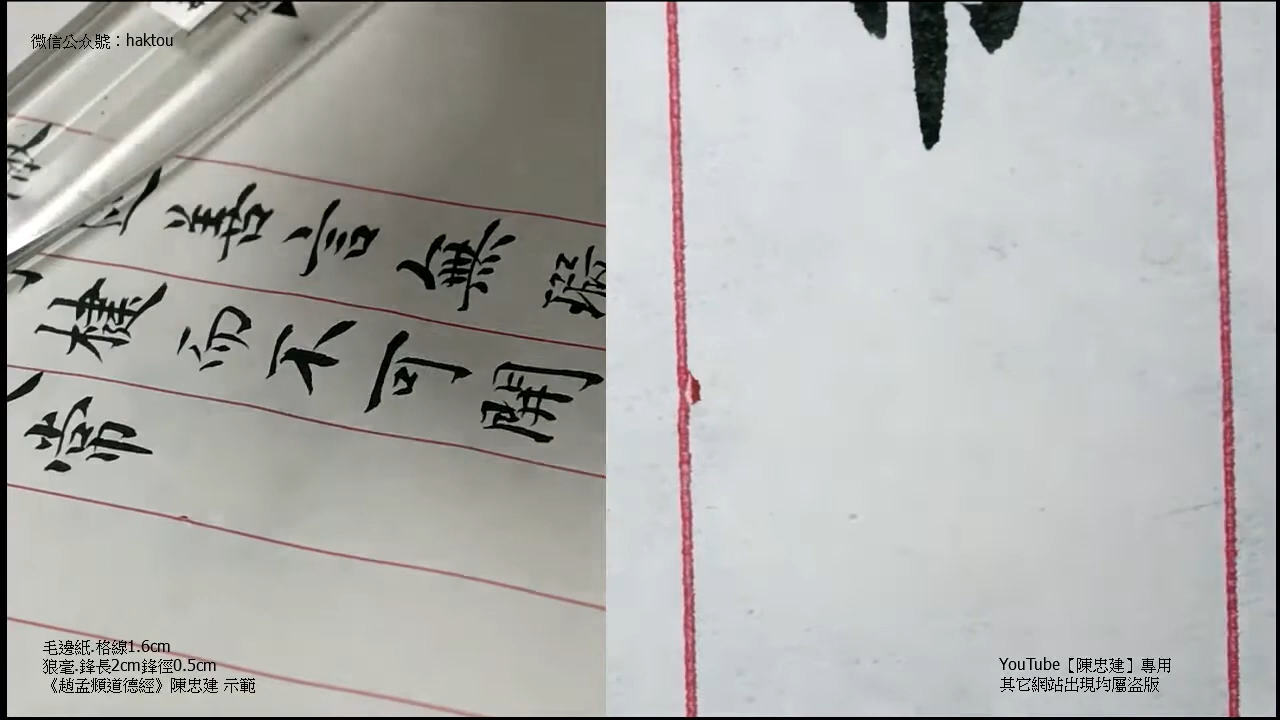 微信公众號：haktou
善言無瑕
楗而不可開
常
毛邊紙.格線1.6cm
狼毫.鋒長2cm鋒徑0.5cm
《趙孟頫道德經》陳忠建 示範
YouTube［陳忠建］專用
其它網站出現均屬盜版